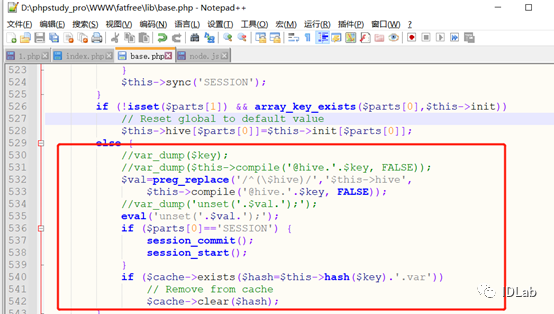 D:\phpstudy_pro\WWW\fatfree\lib\base.php - Notepad++
文件(F) 编辑(E) 搜索(S) 视图(V) 编码(N) 语言(L) 设置(T) 工具(O) 宏(M) 运行(R) 插件(P) 窗口(W) ?
1.php index.php base.php node.js
523 }
524 $this->sync('SESSION');
525 }
526 if (!isset($parts[1]) && array_key_exists($parts[0],$this->init))
527 // Reset global to default value
528 $this->hive[$parts[0]]=$this->init[$parts[0]];
529 else {
530 //var_dump($key);
531 //var_dump($this->compile('@hive.'.$key, FALSE));
532 $val=preg_replace('/^(\$hive)/','$this->hive',
533 $this->compile('@hive.'.$key, FALSE));
534 //var_dump('unset('.$val.');');
535 eval('unset('.$val.');');
536 if ($parts[0]=='SESSION') {
537 session_commit();
538 session_start();
539 }
540 if ($cache->exists($hash=$this->hash($key).'.var'))
541 // Remove from cache
542 $cache->clear($hash);
543 }
IDLab